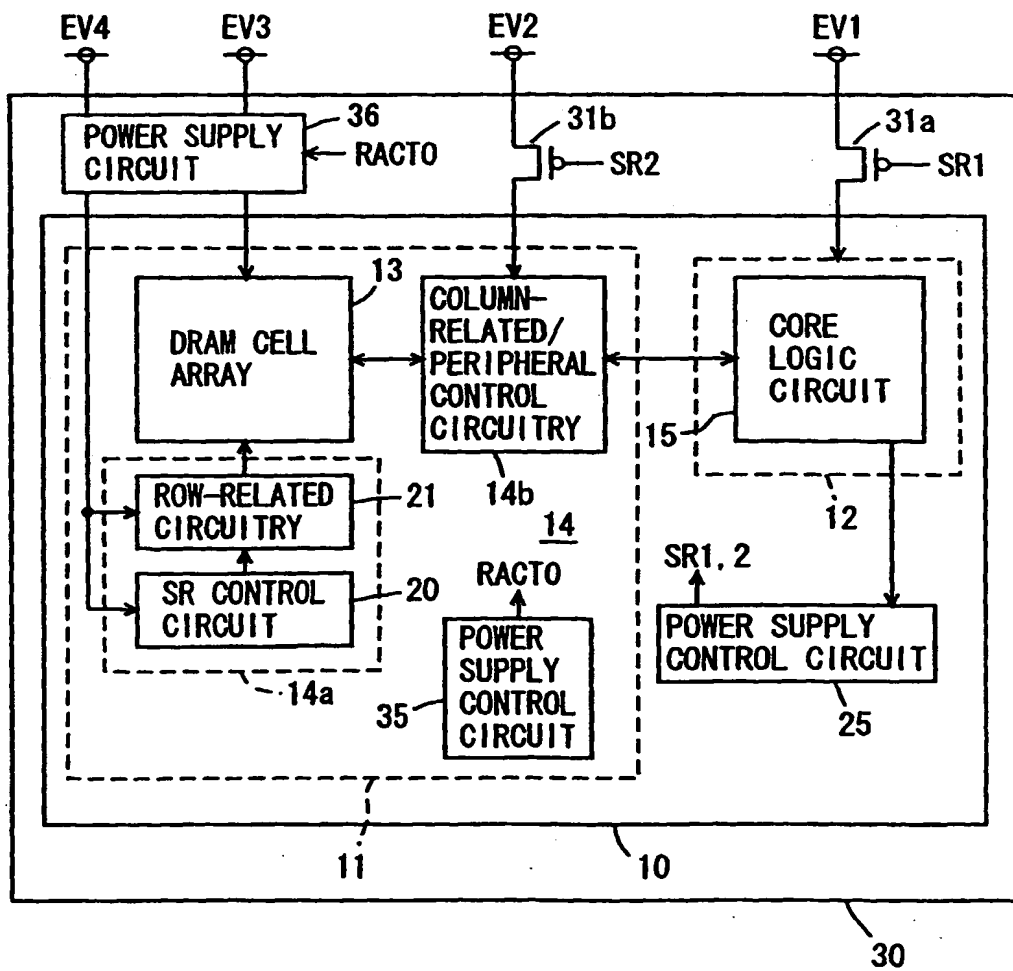 EV4
EV3
EV2
EV1
POWER SUPPLY
CIRCUIT
36
RACTO
31b
SR2
31a
SR1
13
DRAM CELL
ARRAY
COLUMN-
RELATED/
PERIPHERAL
CONTROL
CIRCUITRY
CORE
LOGIC
CIRCUIT
15
12
14b
ROW-RELATED
CIRCUITRY
21
14
SR CONTROL
CIRCUIT
20
14a
RACTO
POWER
SUPPLY
CONTROL
CIRCUIT
35
SR1, 2
POWER SUPPLY
CONTROL CIRCUIT
25
11
10
30